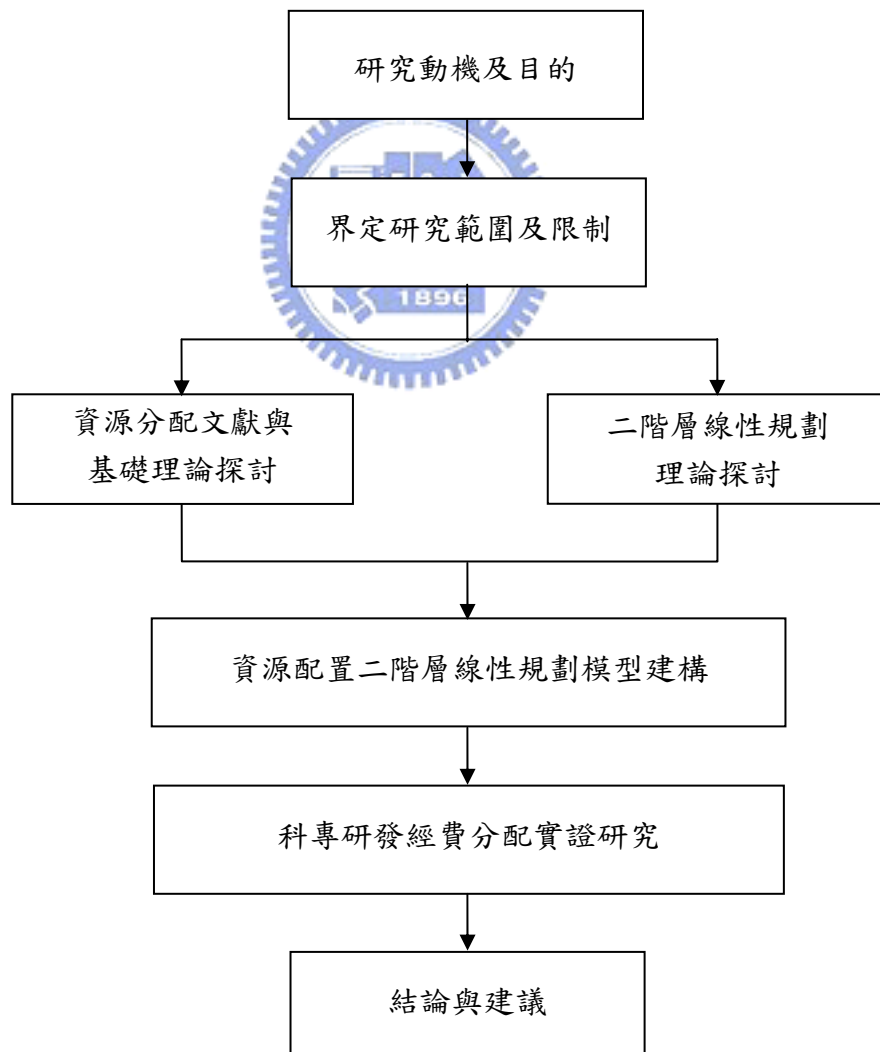 研究動機及目的
界定研究範圍及限制
1896
資源分配文獻與
基礎理論探討
二階層線性規劃
理論探討
資源配置二階層線性規劃模型建構
科專研發經費分配實證研究
結論與建議